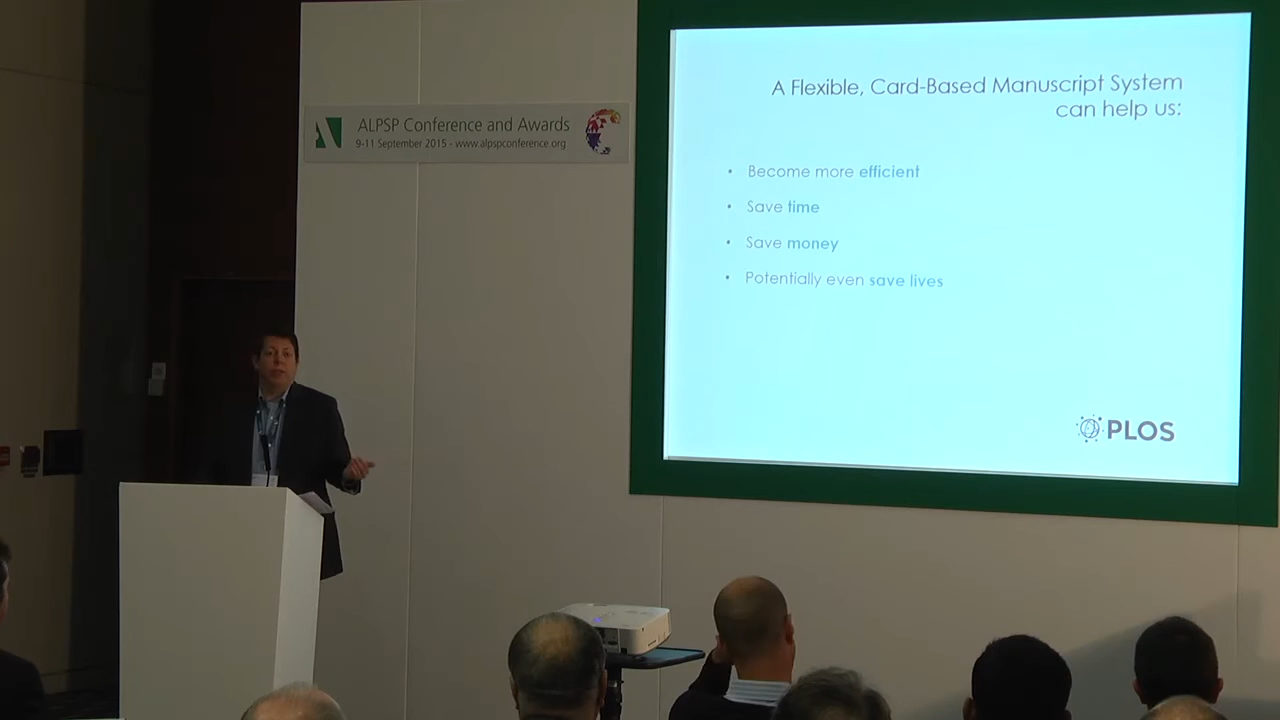 ALPSP Conference and Awards
9-11 September 2015 - www.alpspconference.org
A Flexible, Card-Based Manuscript System
can help us:
• Become more efficient
• Save time
• Save money
• Potentially even save lives
PLOS